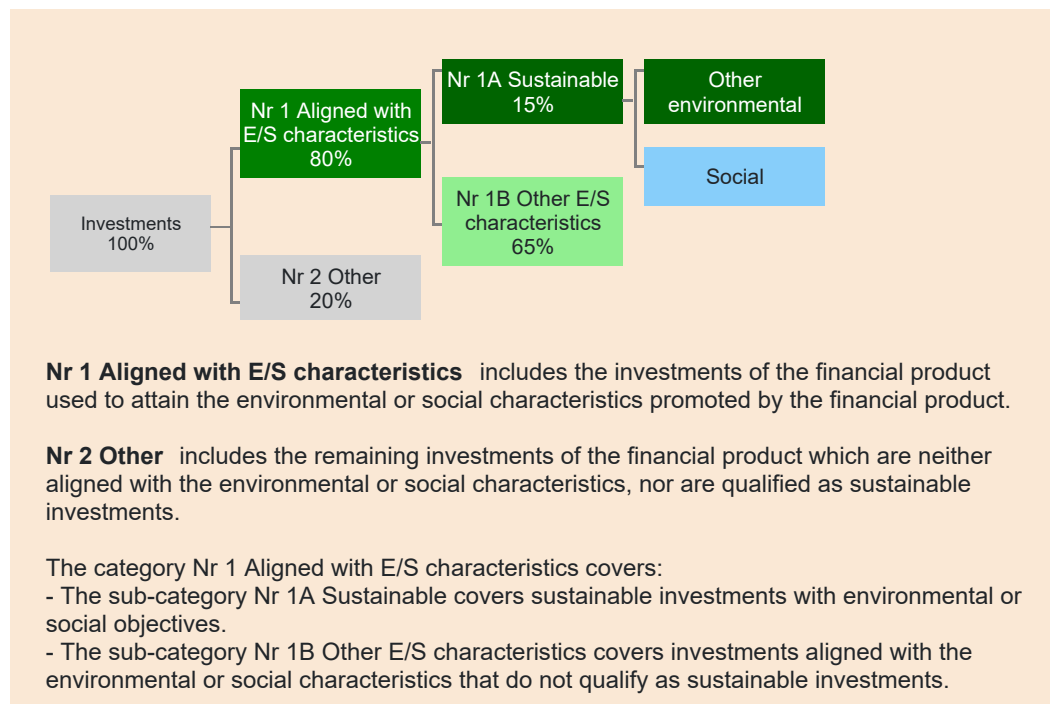 Investments
100%
Nr 1 Aligned with
E/S characteristics
80%
Nr 2 Other
20%
Nr 1A Sustainable
15%
Nr 1B Other E/S
characteristics
65%
Other
environmental
Social
Nr 1 Aligned with E/S characteristics includes the investments of the financial product
used to attain the environmental or social characteristics promoted by the financial product.
Nr 2 Other includes the remaining investments of the financial product which are neither
aligned with the environmental or social characteristics, nor are qualified as sustainable
investments.
The category Nr 1 Aligned with E/S characteristics covers:
- The sub-category Nr 1A Sustainable covers sustainable investments with environmental or
social objectives.
- The sub-category Nr 1B Other E/S characteristics covers investments aligned with the
environmental or social characteristics that do not qualify as sustainable investments.